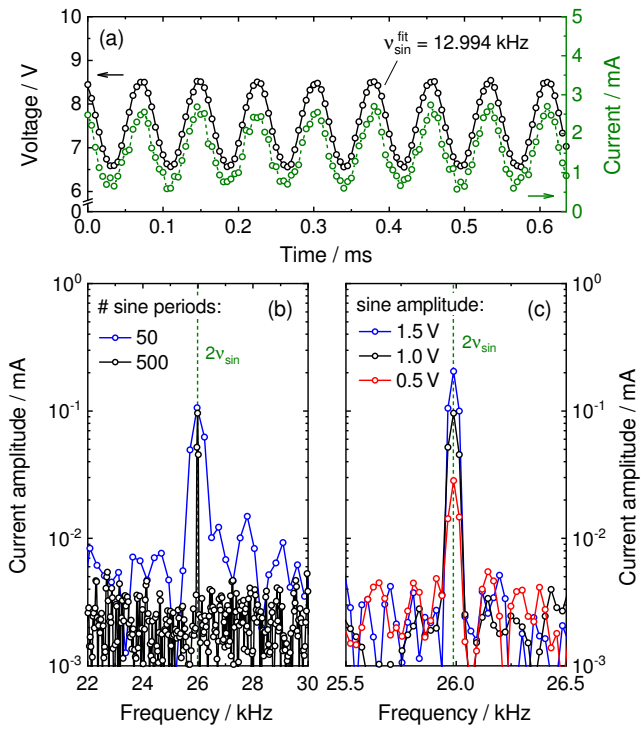 (a)
ν_sin^fit = 12.994 kHz
Voltage / V
10
9
8
7
6
0
Current / mA
5
4
3
2
1
0
0.0 0.1 0.2 0.3 0.4 0.5 0.6
Time / ms
(b)
# sine periods:
50
500
2ν_sin
Current amplitude / mA
10^0
10^-1
10^-2
10^-3
22 24 26 28 30
Frequency / kHz
(c)
sine amplitude:
1.5 V
1.0 V
0.5 V
2ν_sin
Current amplitude / mA
10^0
10^-1
10^-2
10^-3
25.5 26.0 26.5
Frequency / kHz